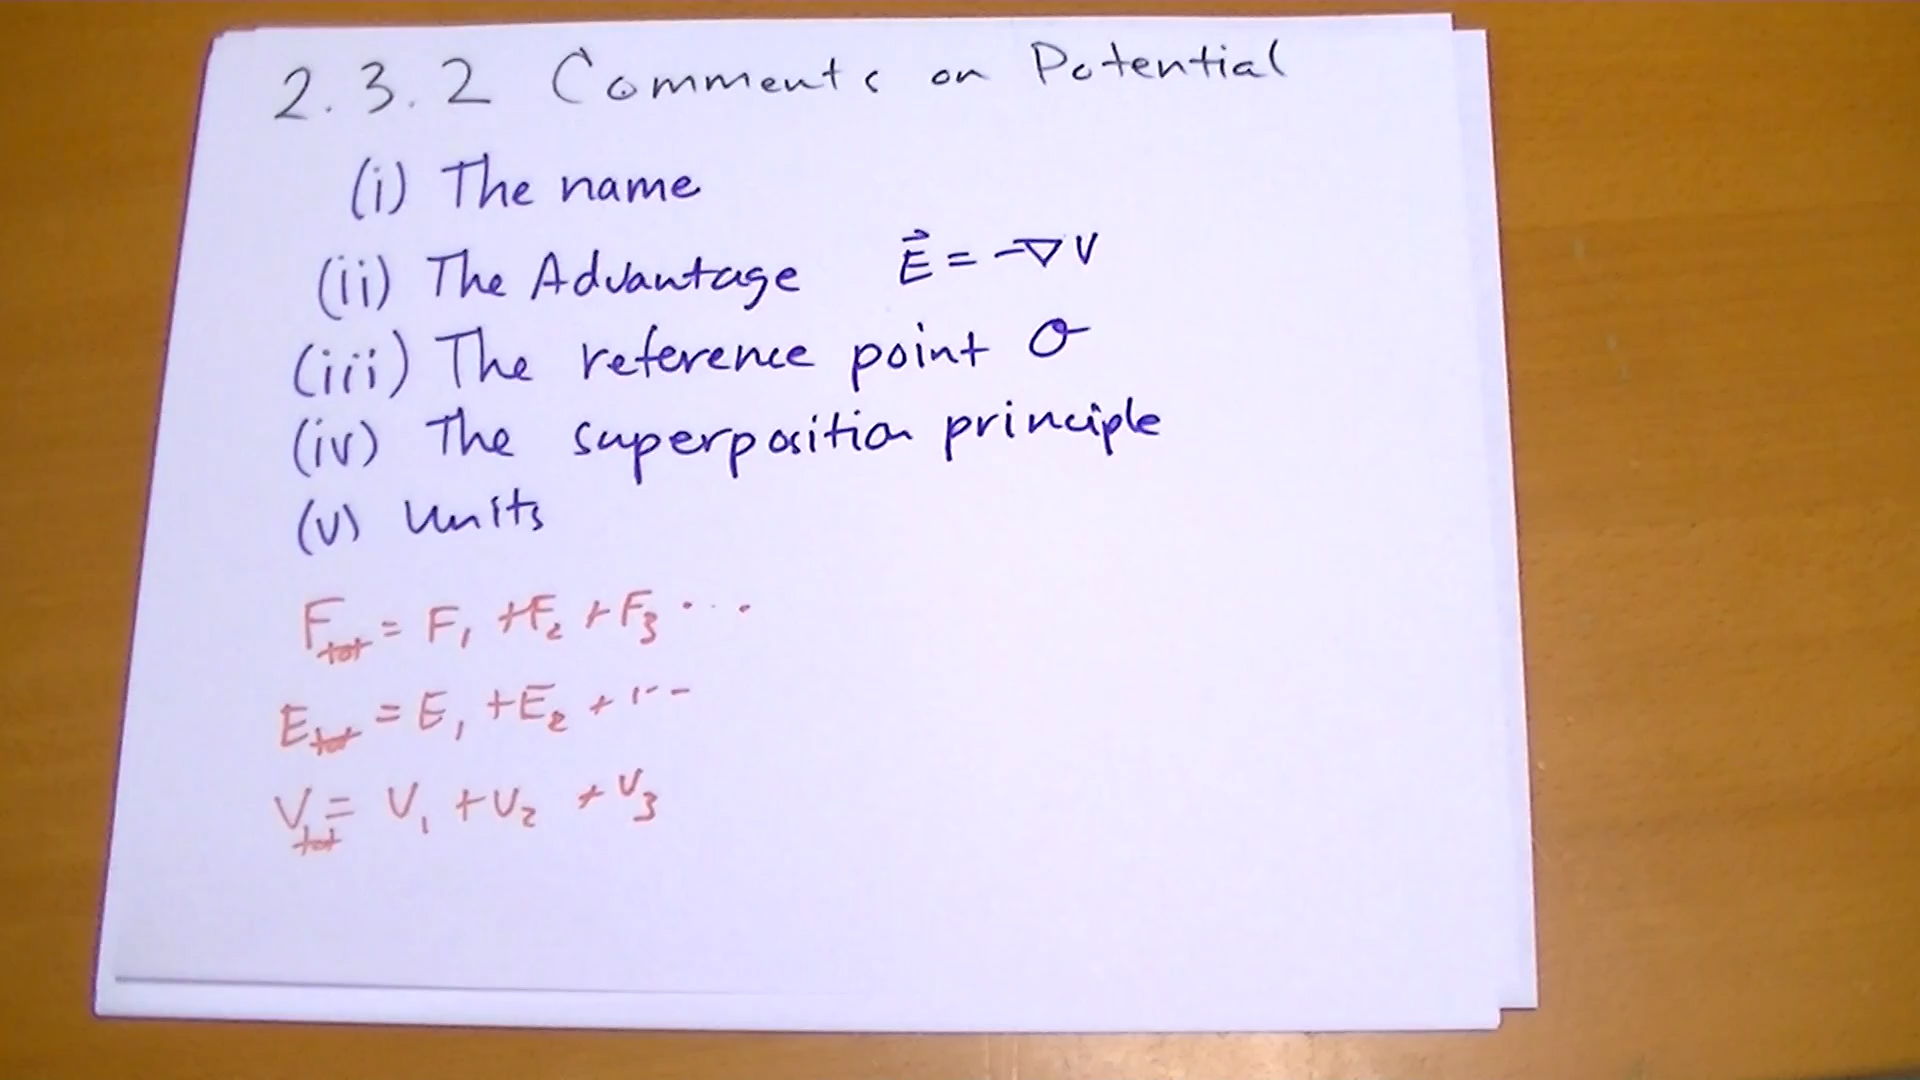 2.3.2 Comments on Potential
(i) The name
(ii) The Advantage E⃗ = -∇V
(iii) The reference point O
(iv) The superposition principle
(v) Units
F_tot = F₁ + F₂ + F₃ ...
E_tot = E₁ + E₂ + ...
V_tot = V₁ + V₂ + V₃